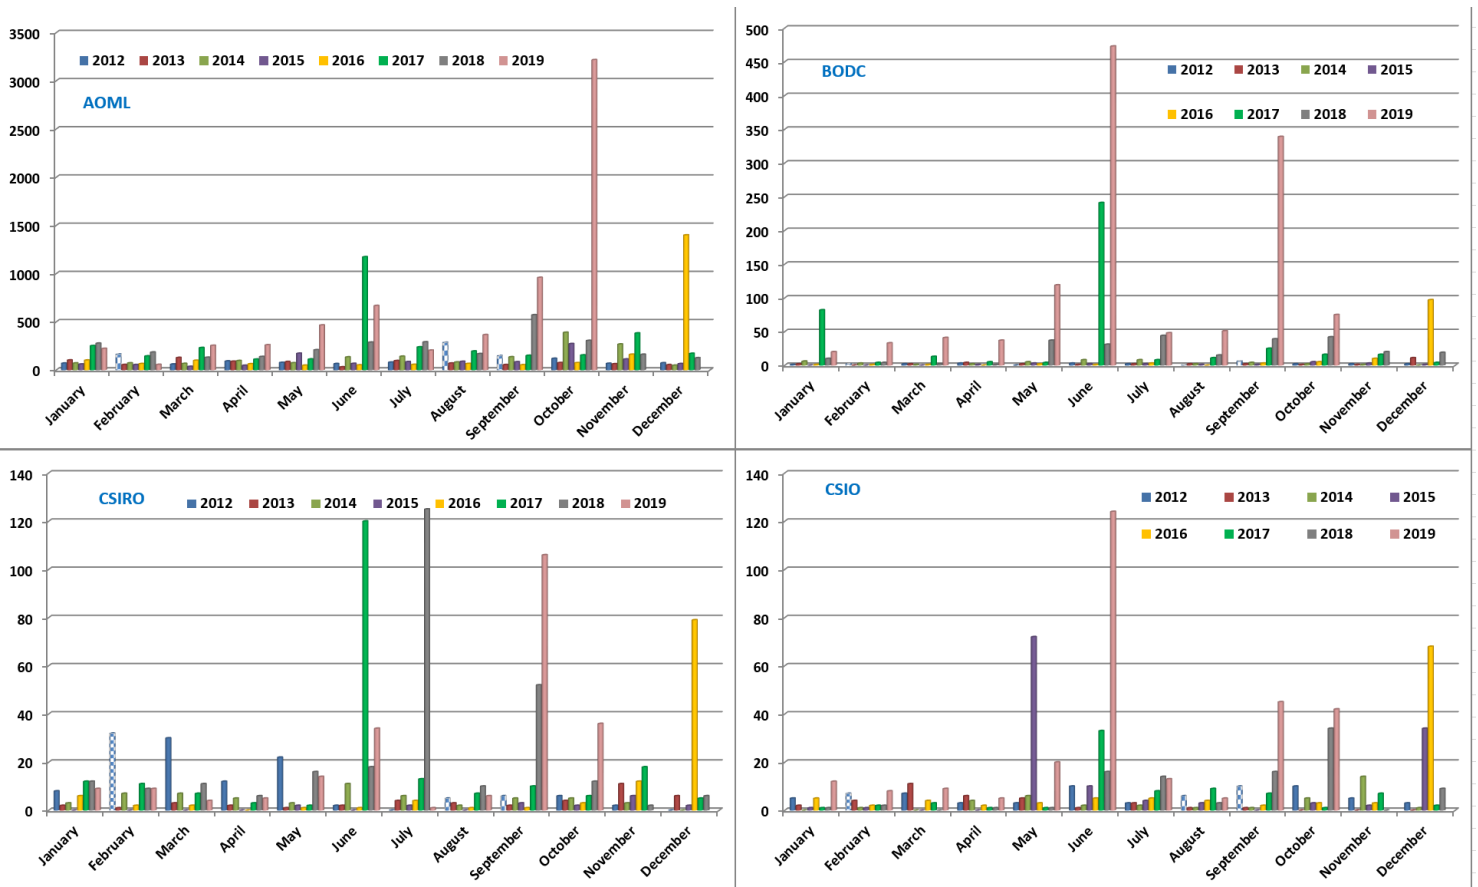 3500
2012 2013 2014 2015 2016 2017 2018 2019
3000
AOML
2500
2000
1500
1000
500
0
January February March April May June July August September October November December
500
450
BODC
2012 2013 2014 2015
400
2016 2017 2018 2019
350
300
250
200
150
100
50
0
January February March April May June July August September October November December
140
CSIRO
2012 2013 2014 2015 2016 2017 2018 2019
120
100
80
60
40
20
0
January February March April May June July August September October November December
140
CSIO
2012 2013 2014 2015
120
2016 2017 2018 2019
100
80
60
40
20
0
January February March April May June July August September October November December